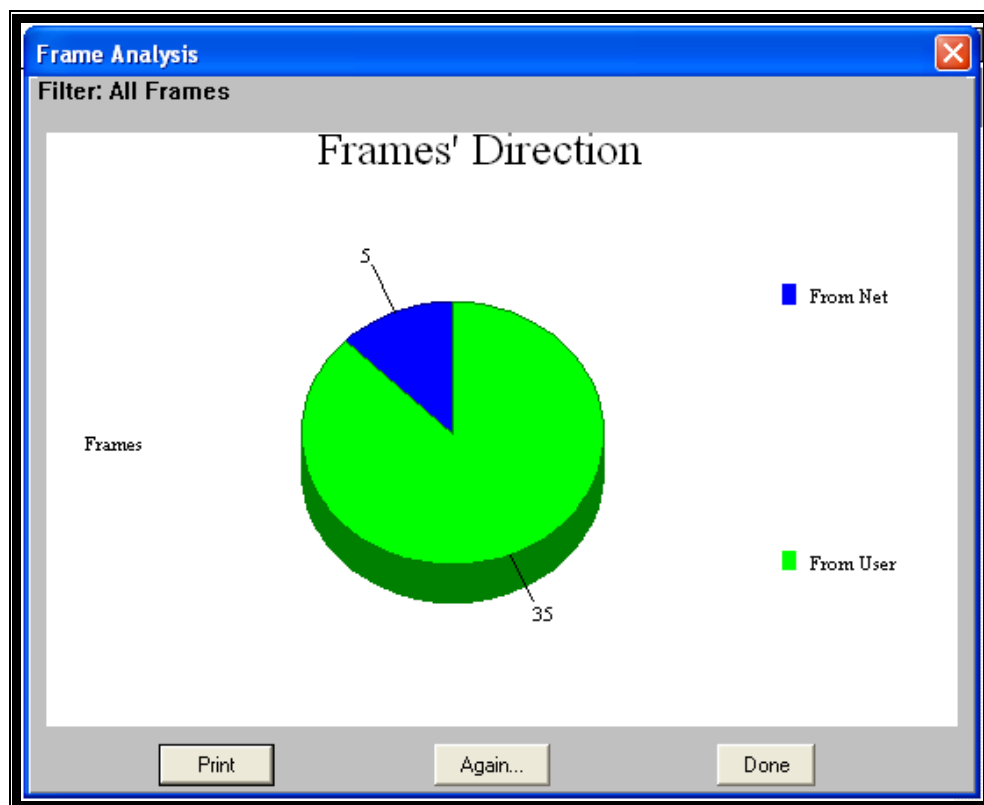 Frame Analysis
Filter: All Frames
Frames' Direction
5
From Net
Frames
From User
35
Print
Again...
Done